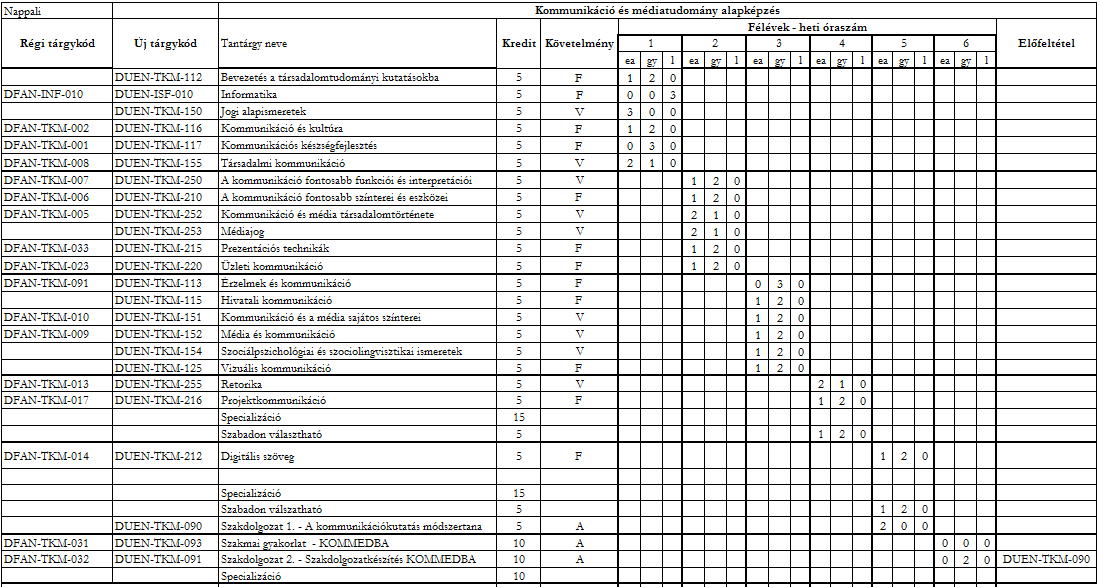 Nappali Kommunikáció és médiatudomány alapképzés
Régi tárgykód Új tárgykód Tantárgy neve Kredit Követelmény Félévek - heti óraszám Előfeltétel
1 2 3 4 5 6
ea gy l ea gy l ea gy l ea gy l ea gy l ea gy l
DUEN-TKM-112 Bevezetés a társadalomtudományi kutatásokba 5 F 1 2 0
DFAN-INF-010 DUEN-ISF-010 Informatika 5 F 0 0 3
DUEN-TKM-150 Jogi alapismeretek 5 V 3 0 0
DFAN-TKM-002 DUEN-TKM-116 Kommunikáció és kultúra 5 F 1 2 0
DFAN-TKM-001 DUEN-TKM-117 Kommunikációs készségfejlesztés 5 F 0 3 0
DFAN-TKM-008 DUEN-TKM-155 Társadalmi kommunikáció 5 V 2 1 0
DFAN-TKM-007 DUEN-TKM-250 A kommunikáció fontosabb funkciói és interpretációi 5 V 1 2 0
DFAN-TKM-006 DUEN-TKM-210 A kommunikáció fontosabb színterei és eszközei 5 F 1 2 0
DFAN-TKM-005 DUEN-TKM-252 Kommunikáció és média társadalomtörténete 5 V 2 1 0
DUEN-TKM-253 Médiajog 5 V 2 1 0
DFAN-TKM-033 DUEN-TKM-215 Prezentációs technikák 5 F 1 2 0
DFAN-TKM-023 DUEN-TKM-220 Üzleti kommunikáció 5 F 1 2 0
DFAN-TKM-091 DUEN-TKM-113 Érzelmek és kommunikáció 5 F 0 3 0
DUEN-TKM-115 Hivatali kommunikáció 5 F 1 2 0
DFAN-TKM-010 DUEN-TKM-151 Kommunikáció és a média sajátos színterei 5 V 1 2 0
DFAN-TKM-009 DUEN-TKM-152 Média és kommunikáció 5 V 1 2 0
DUEN-TKM-154 Szociálpszichológiai és szociolingvisztikai ismeretek 5 V 1 2 0
DUEN-TKM-125 Vizuális kommunikáció 5 F 1 2 0
DFAN-TKM-013 DUEN-TKM-255 Retorika 5 V 2 1 0
DFAN-TKM-017 DUEN-TKM-216 Projektkommunikáció 5 F 1 2 0
Specializáció 15
Szabadon választható 5 1 2 0
DFAN-TKM-014 DUEN-TKM-212 Digitális szöveg 5 F 1 2 0
Specializáció 15
Szabadon válszatható 5 1 2 0
DUEN-TKM-090 Szakdolgozat 1. - A kommunikációkutatás módszertana 5 A 2 0 0
DFAN-TKM-031 DUEN-TKM-093 Szakmai gyakorlat - KOMMEDBA 10 A 0 0 0
DFAN-TKM-032 DUEN-TKM-091 Szakdolgozat 2. - Szakdolgozatkészítés KOMMEDBA 10 A 0 2 0 DUEN-TKM-090
Specializáció 10